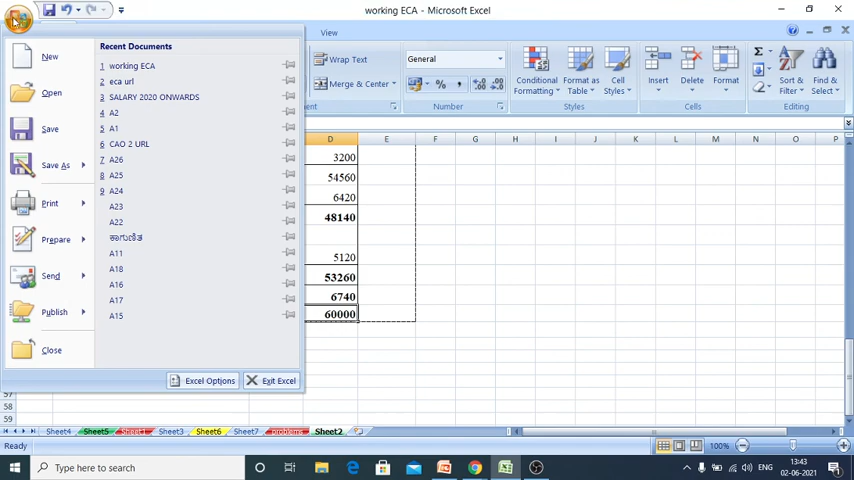 working ECA - Microsoft Excel
View
New
Open
Save
Save As
Print
Prepare
Send
Publish
Close
Recent Documents
1 working ECA
2 eca url
3 SALARY 2020 ONWARDS
4 A2
5 A1
6 CAO 2 URL
7 A26
8 A25
9 A24
A23
A22
ಕಾಗುಣಿತ
A11
A18
A16
A17
A15
Excel Options
Exit Excel
Wrap Text
Merge & Center
General
% ,
Number
Conditional Formatting
Format as Table
Cell Styles
Styles
Insert
Delete
Format
Cells
Σ
Sort & Filter
Find & Select
Editing
D E F G H I J K L M N O P
3200
54560
6420
48140
5120
53260
6740
60000
57
58
59
Sheet4 Sheet5 Sheet1 Sheet3 Sheet6 Sheet7 problems Sheet2
Ready
100%
Type here to search
ENG
13:43
02-06-2021